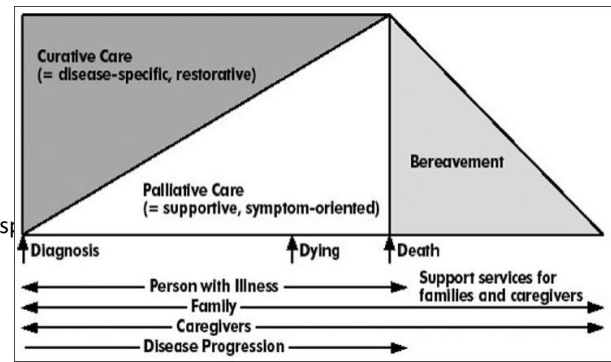 Curative Care
(= disease-specific, restorative)
Bereavement
Palliative Care
(= supportive, symptom-oriented)
Diagnosis
Dying
Death
Person with Illness
Support services for
families and caregivers
Family
Caregivers
Disease Progression